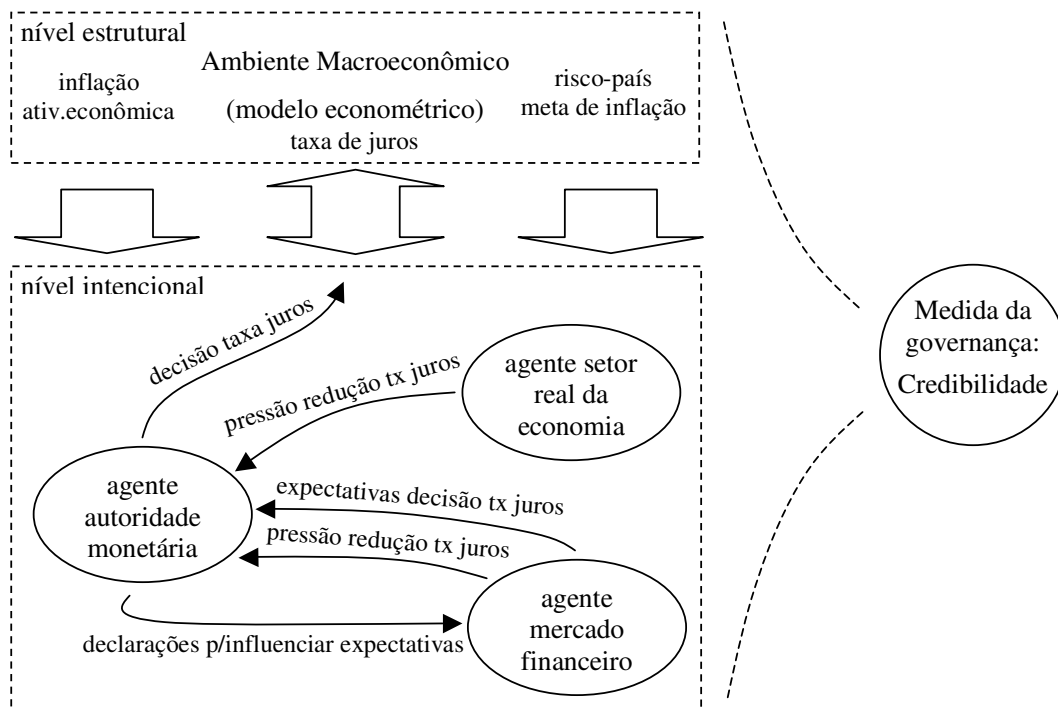 nível estrutural
Ambiente Macroeconômico
inflação
ativ.econômica
(modelo econométrico)
taxa de juros
risco-país
meta de inflação
nível intencional
decisão taxa juros
pressão redução tx juros
agente setor
real da
economia
Medida da
governança:
Credibilidade
agente
autoridade
monetária
expectativas decisão tx juros
pressão redução tx juros
agente
mercado
financeiro
declarações p/influenciar expectativas